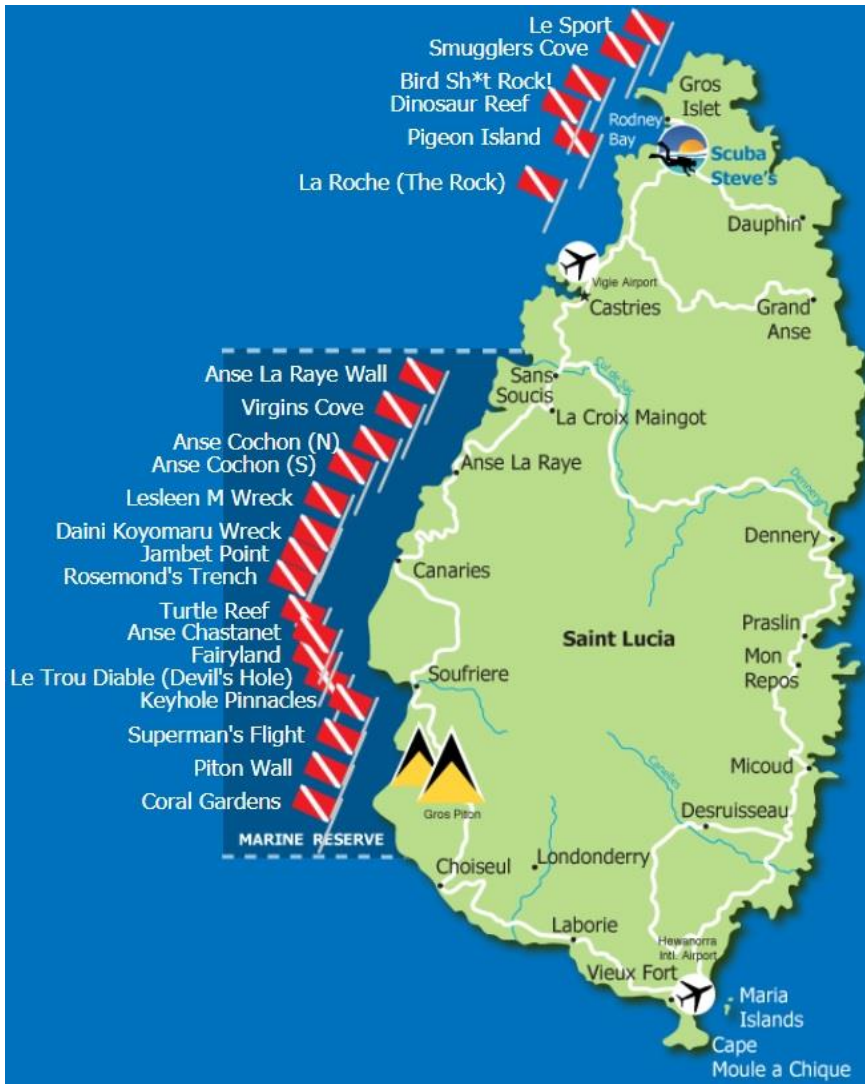 Le Sport
Smugglers Cove
Bird Sh*t Rock!
Dinosaur Reef
Pigeon Island
La Roche (The Rock)
Gros
Islet
Rodney
Bay
Scuba
Steve's
Dauphin
Vigie Airport
Castries
Grand
Anse
Anse La Raye Wall
Virgins Cove
Anse Cochon (N)
Anse Cochon (S)
Lesleen M Wreck
Daini Koyomaru Wreck
Jambet Point
Rosemond's Trench
Turtle Reef
Anse Chastanet
Fairyland
Le Trou Diable (Devil's Hole)
Keyhole Pinnacles
Superman's Flight
Piton Wall
Coral Gardens
MARINE RESERVE
Sans
Soucis
Cul de Sac
La Croix Maingot
Anse La Raye
Dennery
Dennery
Canaries
Praslin
Saint Lucia
Mon
Repos
Soufriere
Canelles
Micoud
Gros Piton
Desruisseau
Choiseul
Londonderry
Laborie
Hewanorra
Intl. Airport
Vieux Fort
Maria
Islands
Cape
Moule a Chique